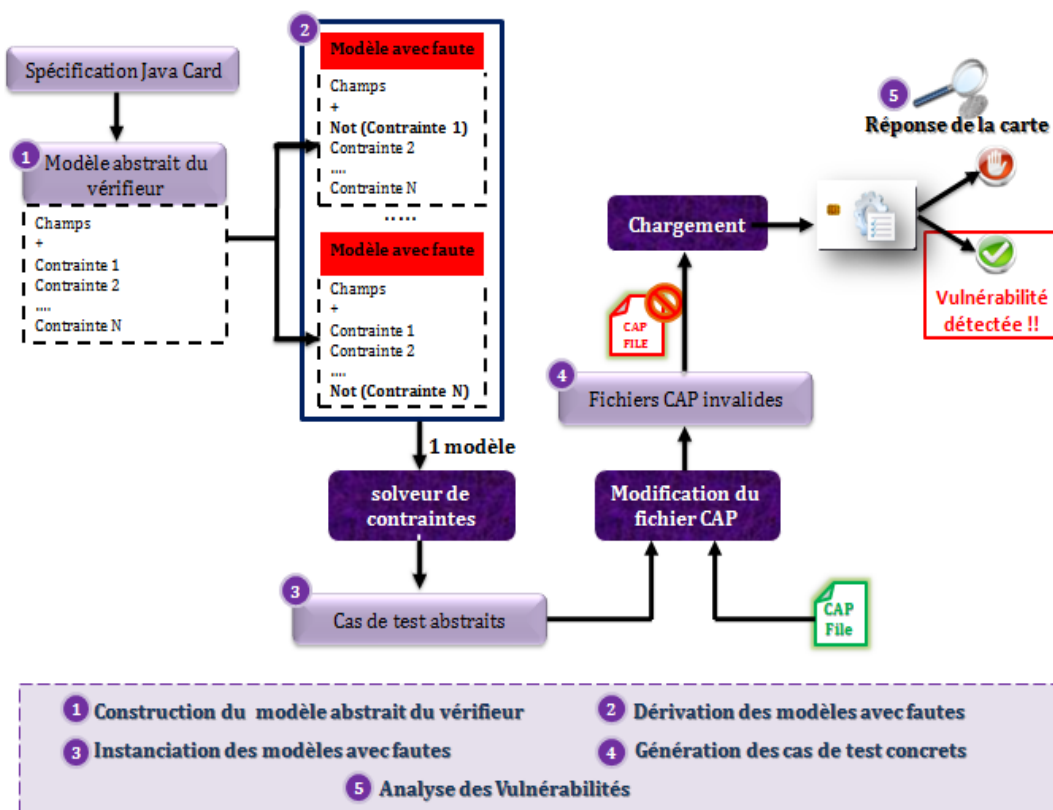 Spécification Java Card
1
Modèle abstrait du
vérifieur
Champs
+
Contrainte 1
Contrainte 2
....
Contrainte N
2
Modèle avec faute
Champs
+
Not (Contrainte 1)
Contrainte 2
....
Contrainte N
.....
Modèle avec faute
Champs
+
Contrainte 1
Contrainte 2
....
Not (Contrainte N)
1 modèle
solveur de
contraintes
3
Cas de test abstraits
CAP
File
Modification du
fichier CAP
4
Fichiers CAP invalides
CAP
FILE
Chargement
5
Réponse de la carte
Vulnérabilité
détectée !!
1 Construction du modèle abstrait du vérifieur
2 Dérivation des modèles avec fautes
3 Instanciation des modèles avec fautes
4 Génération des cas de test concrets
5 Analyse des Vulnérabilités